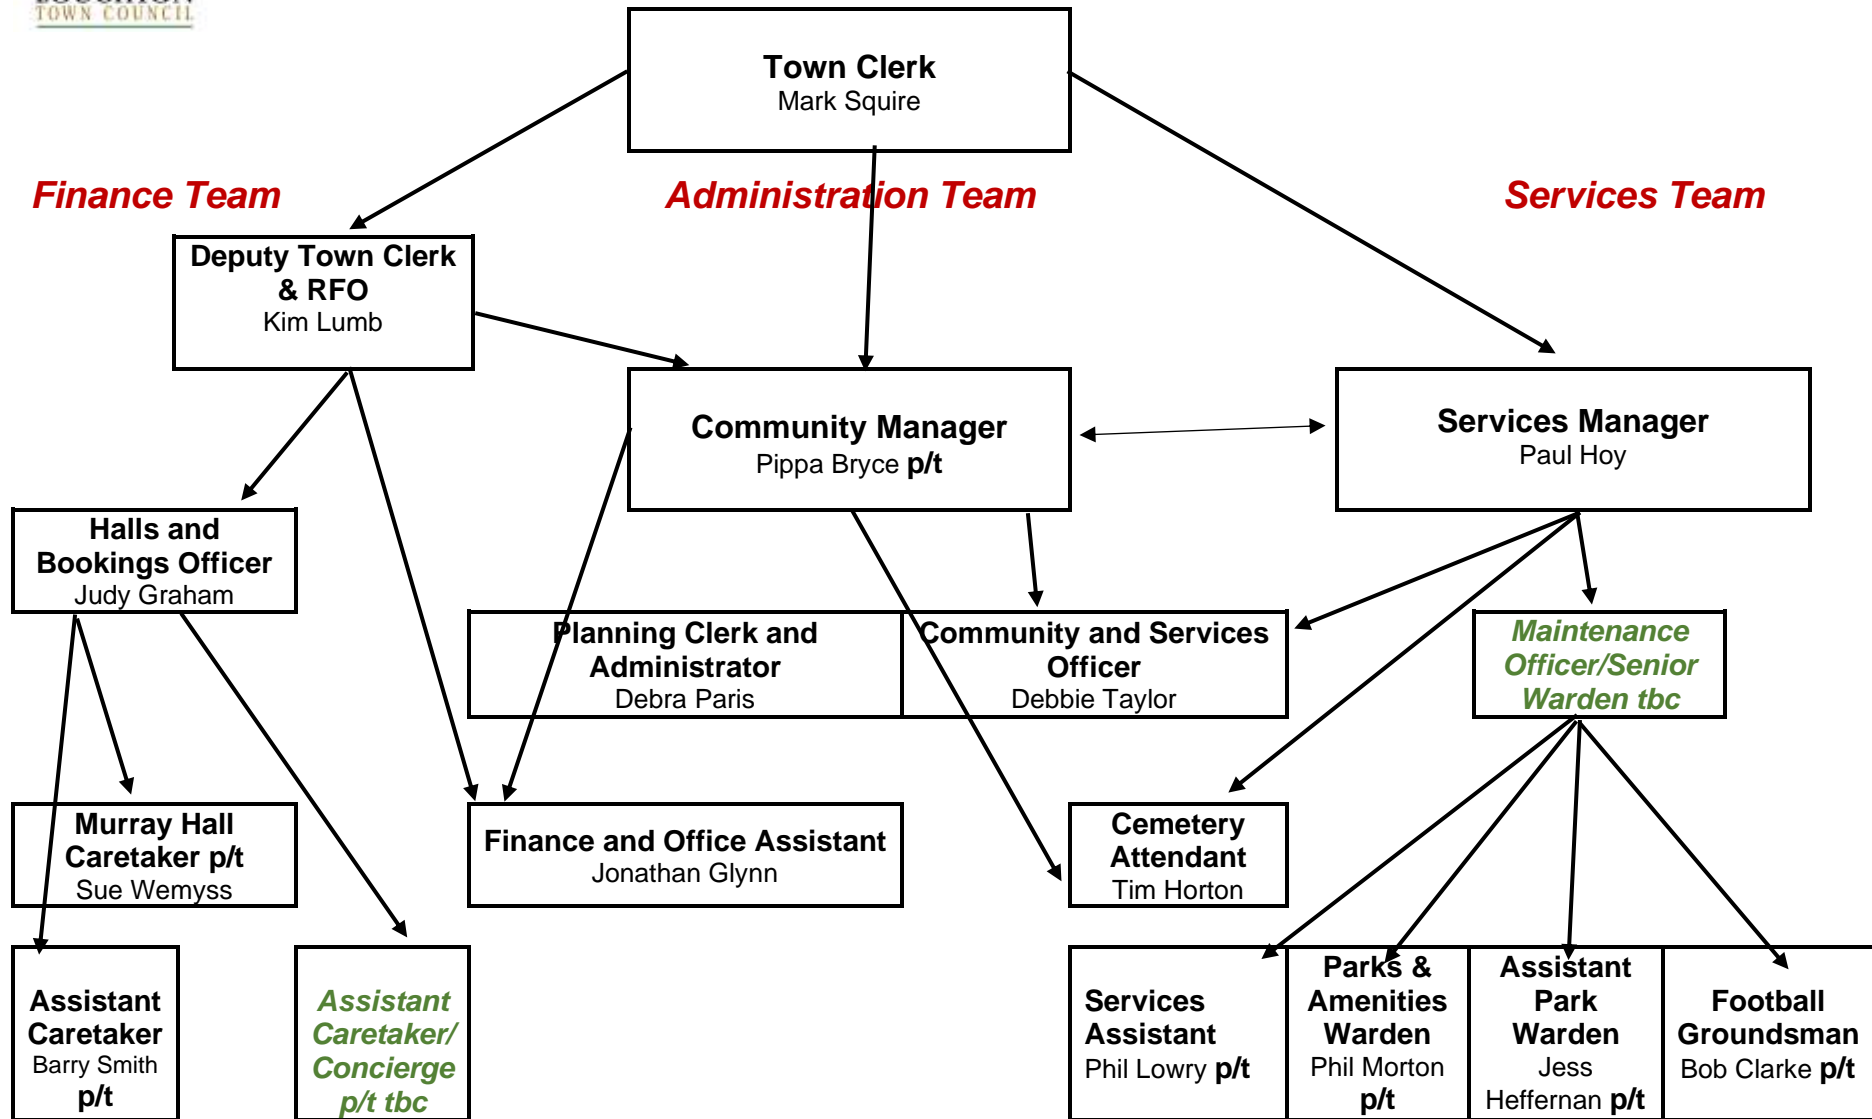 TOWN COUNCIL
Town Clerk
Mark Squire
Finance Team
Administration Team
Services Team
Deputy Town Clerk
& RFO
Kim Lumb
Community Manager
Pippa Bryce p/t
Services Manager
Paul Hoy
Halls and
Bookings Officer
Judy Graham
Planning Clerk and
Administrator
Debra Paris
Community and Services
Officer
Debbie Taylor
Maintenance
Officer/Senior
Warden tbc
Murray Hall
Caretaker p/t
Sue Wemyss
Finance and Office Assistant
Jonathan Glynn
Cemetery
Attendant
Tim Horton
Assistant
Caretaker
Barry Smith
p/t
Assistant
Caretaker/
Concierge
p/t tbc
Services
Assistant
Phil Lowry p/t
Parks &
Amenities
Warden
Phil Morton
p/t
Assistant
Park
Warden
Jess
Heffernan p/t
Football
Groundsman
Bob Clarke p/t